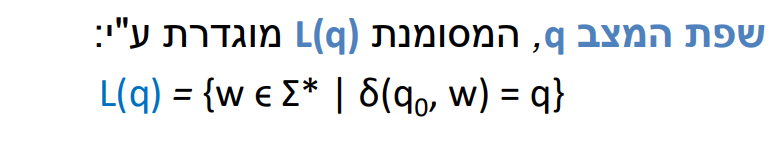 שפת המצב q, המסומנת L(q) מוגדרת ע"י:
L(q) = {w ϵ Σ* | δ(q₀, w) = q}